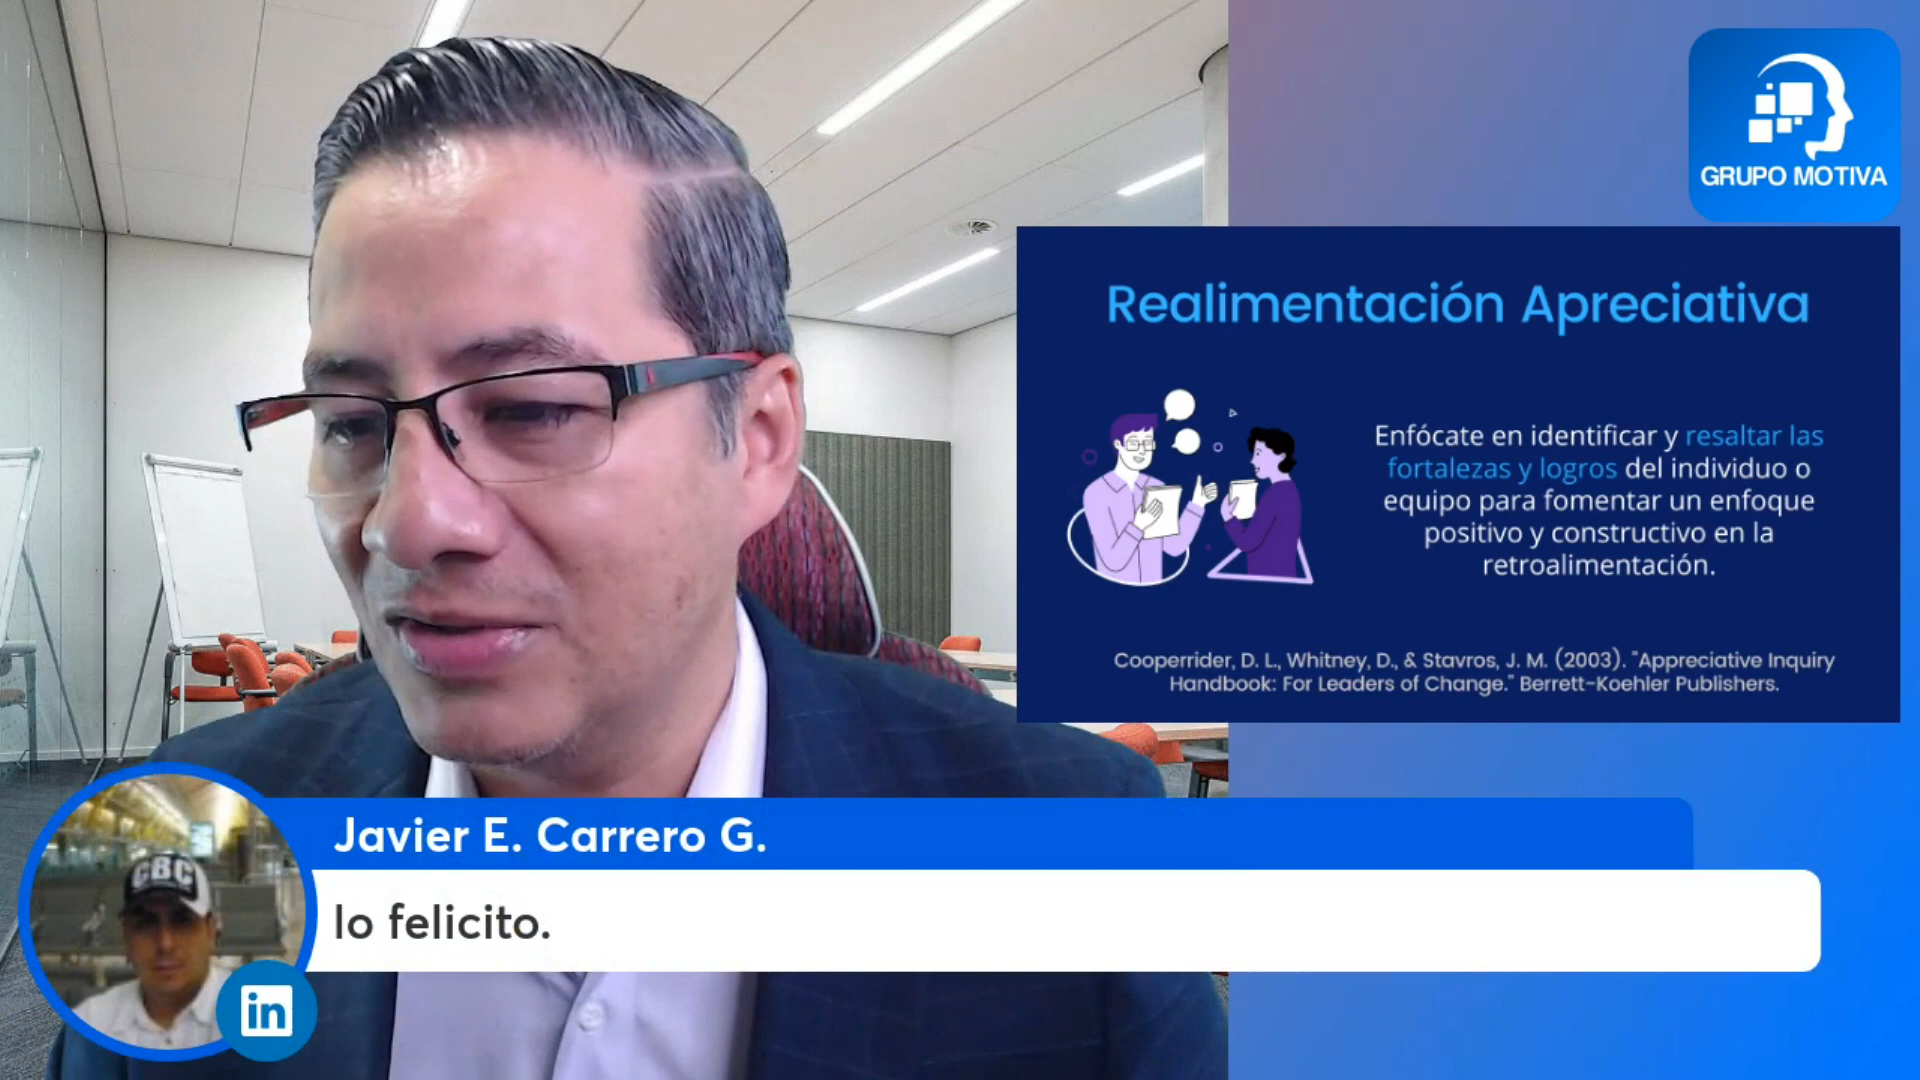 GRUPO MOTIVA
Realimentación Apreciativa
Enfócate en identificar y resaltar las
fortalezas y logros del individuo o
equipo para fomentar un enfoque
positivo y constructivo en la
retroalimentación.
Cooperrider, D. L., Whitney, D., & Stavros, J. M. (2003). "Appreciative Inquiry
Handbook: For Leaders of Change." Berrett-Koehler Publishers.
Javier E. Carrero G.
lo felicito.
CBC
in